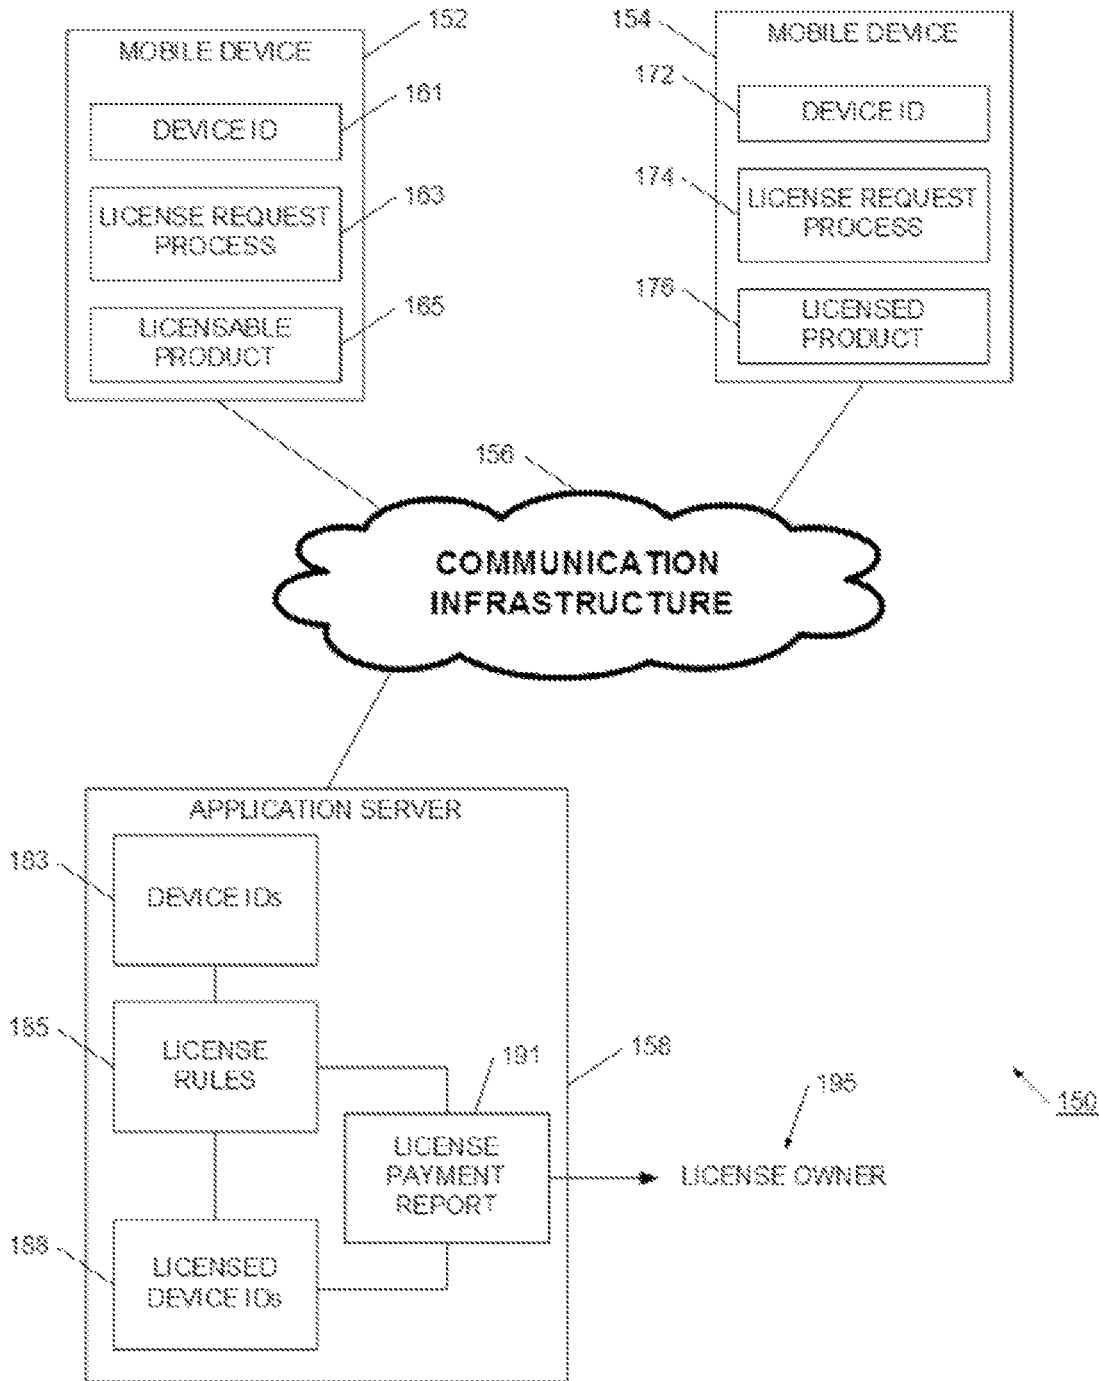 MOBILE DEVICE
152
DEVICE ID
161
LICENSE REQUEST
PROCESS
163
LICENSABLE
PRODUCT
165
154
MOBILE DEVICE
172
DEVICE ID
174
LICENSE REQUEST
PROCESS
176
LICENSED
PRODUCT
156
COMMUNICATION
INFRASTRUCTURE
APPLICATION SERVER
183
DEVICE IDs
185
LICENSE
RULES
191
158
LICENSE
PAYMENT
REPORT
195
LICENSE OWNER
150
188
LICENSED
DEVICE IDs